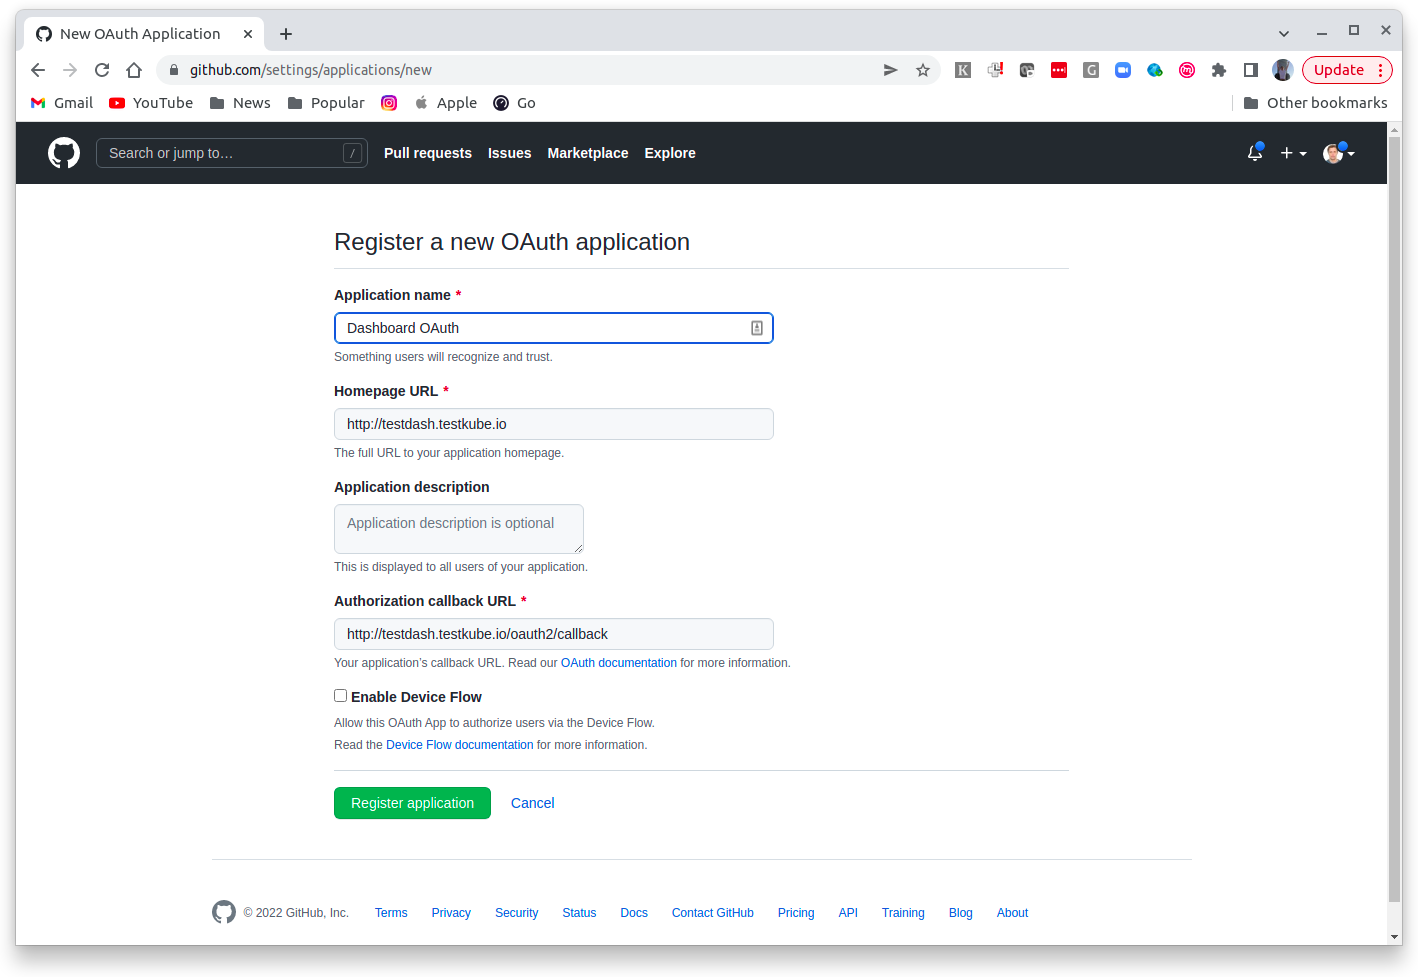 New OAuth Application
github.com/settings/applications/new
Update
Gmail YouTube News Popular Apple Go Other bookmarks
Search or jump to… / Pull requests Issues Marketplace Explore
Register a new OAuth application
Application name *
Dashboard OAuth
Something users will recognize and trust.
Homepage URL *
http://testdash.testkube.io
The full URL to your application homepage.
Application description
Application description is optional
This is displayed to all users of your application.
Authorization callback URL *
http://testdash.testkube.io/oauth2/callback
Your application’s callback URL. Read our OAuth documentation for more information.
Enable Device Flow
Allow this OAuth App to authorize users via the Device Flow.
Read the Device Flow documentation for more information.
Register application Cancel
© 2022 GitHub, Inc. Terms Privacy Security Status Docs Contact GitHub Pricing API Training Blog About